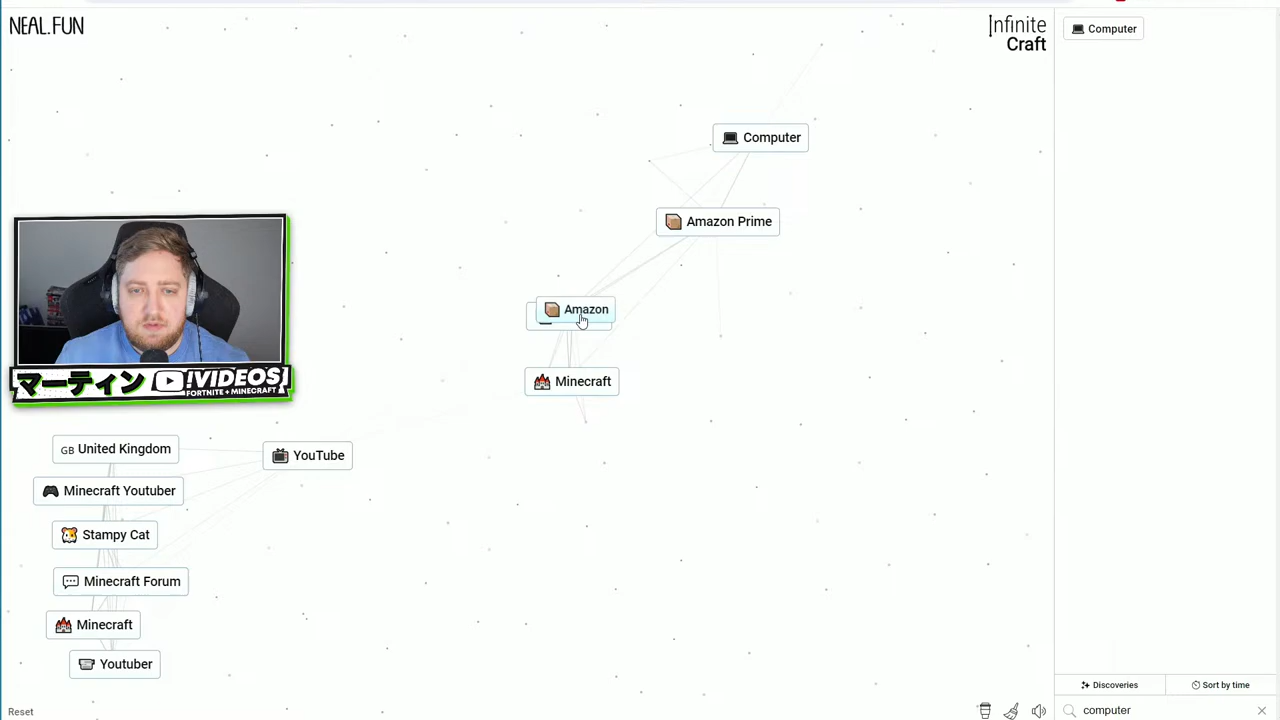 NEAL.FUN
Infinite
Craft
Computer
Computer
Amazon Prime
Amazon
Minecraft
マーティン !VIDEOS
FORTNITE + MINECRAFT
GB United Kingdom
YouTube
Minecraft Youtuber
Stampy Cat
Minecraft Forum
Minecraft
Youtuber
Reset
Discoveries
Sort by time
computer